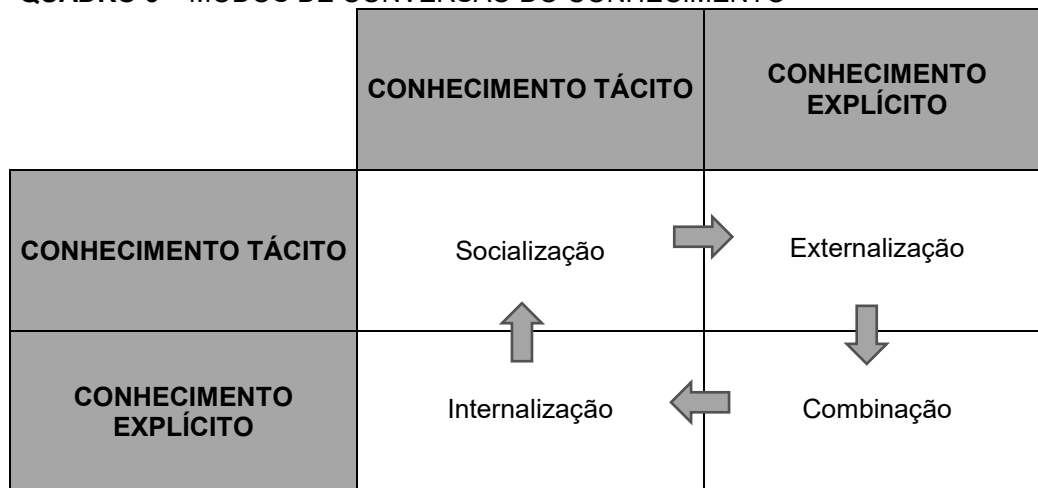 CONHECIMENTO TÁCITO
CONHECIMENTO
EXPLÍCITO
CONHECIMENTO TÁCITO
Socialização
Externalização
CONHECIMENTO
EXPLÍCITO
Internalização
Combinação